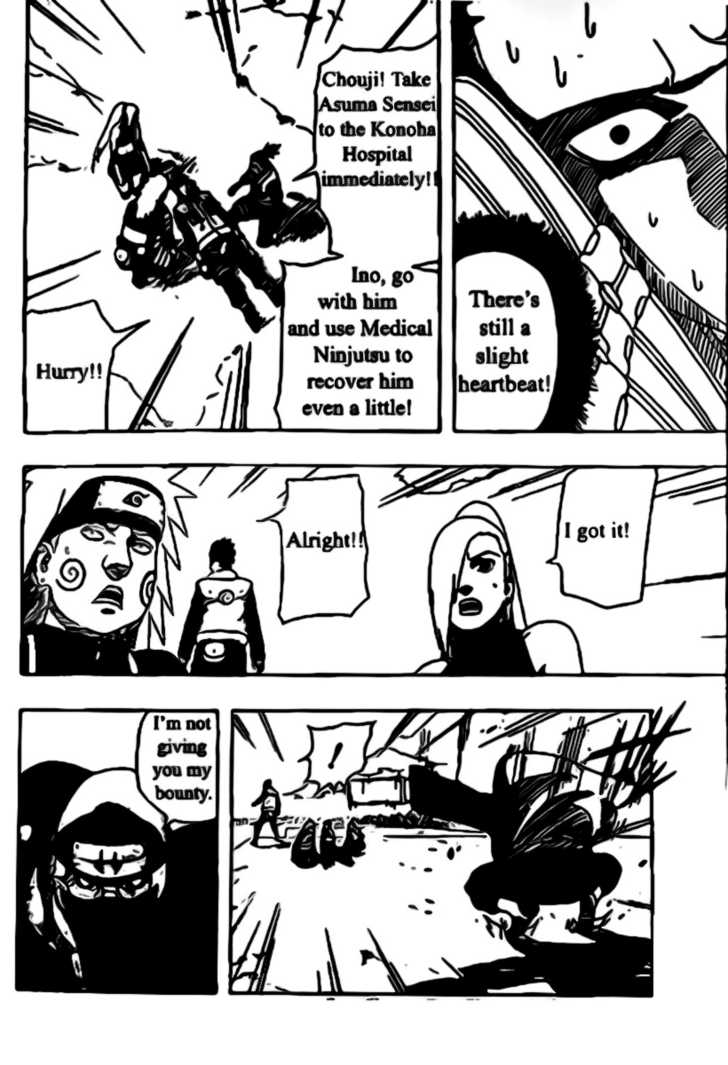 There's
still a
slight
heartbeat!
Chouji! Take
Asuma Sensei
to the Konoha
Hospital
immediately!!
Ino, go
with him
and use Medical
Ninjutsu to
recover him
even a little!
Hurry!!
I got it!
Alright!!
!
I'm not
giving
you my
bounty.